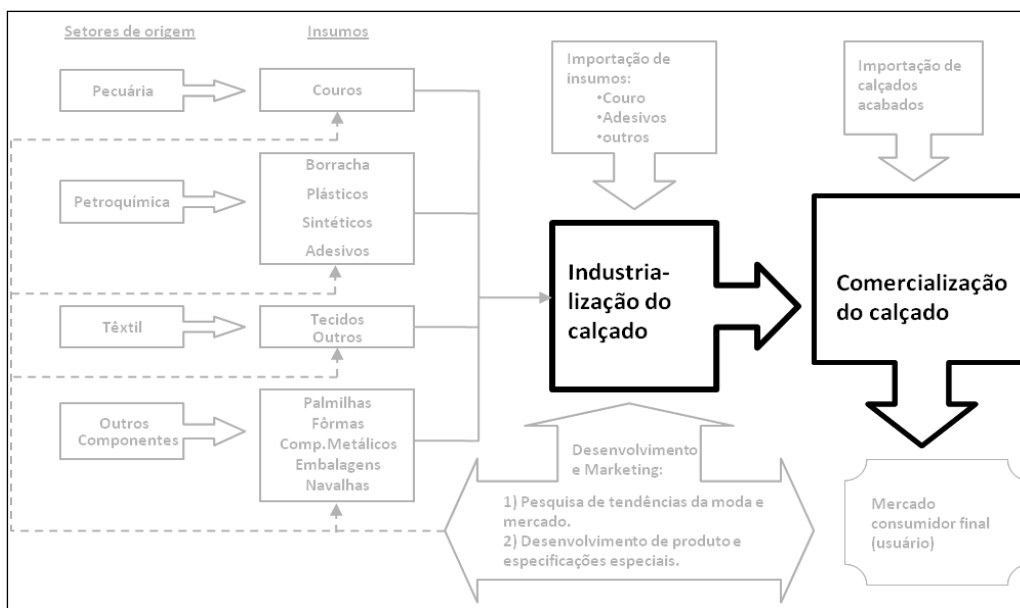 Setores de origem
Insumos
Pecuária
Couros
Petroquímica
Borracha
Plásticos
Sintéticos
Adesivos
Têxtil
Tecidos
Outros
Outros
Componentes
Palmilhas
Fôrmas
Comp.Metálicos
Embalagens
Navalhas
Importação de
insumos:
•Couro
•Adesivos
•outros
Importação de
calçados
acabados
Industria-
lização do
calçado
Comercialização
do calçado
Desenvolvimento
e Marketing:
1) Pesquisa de tendências da moda e
mercado.
2) Desenvolvimento de produto e
especificações especiais.
Mercado
consumidor final
(usuário)